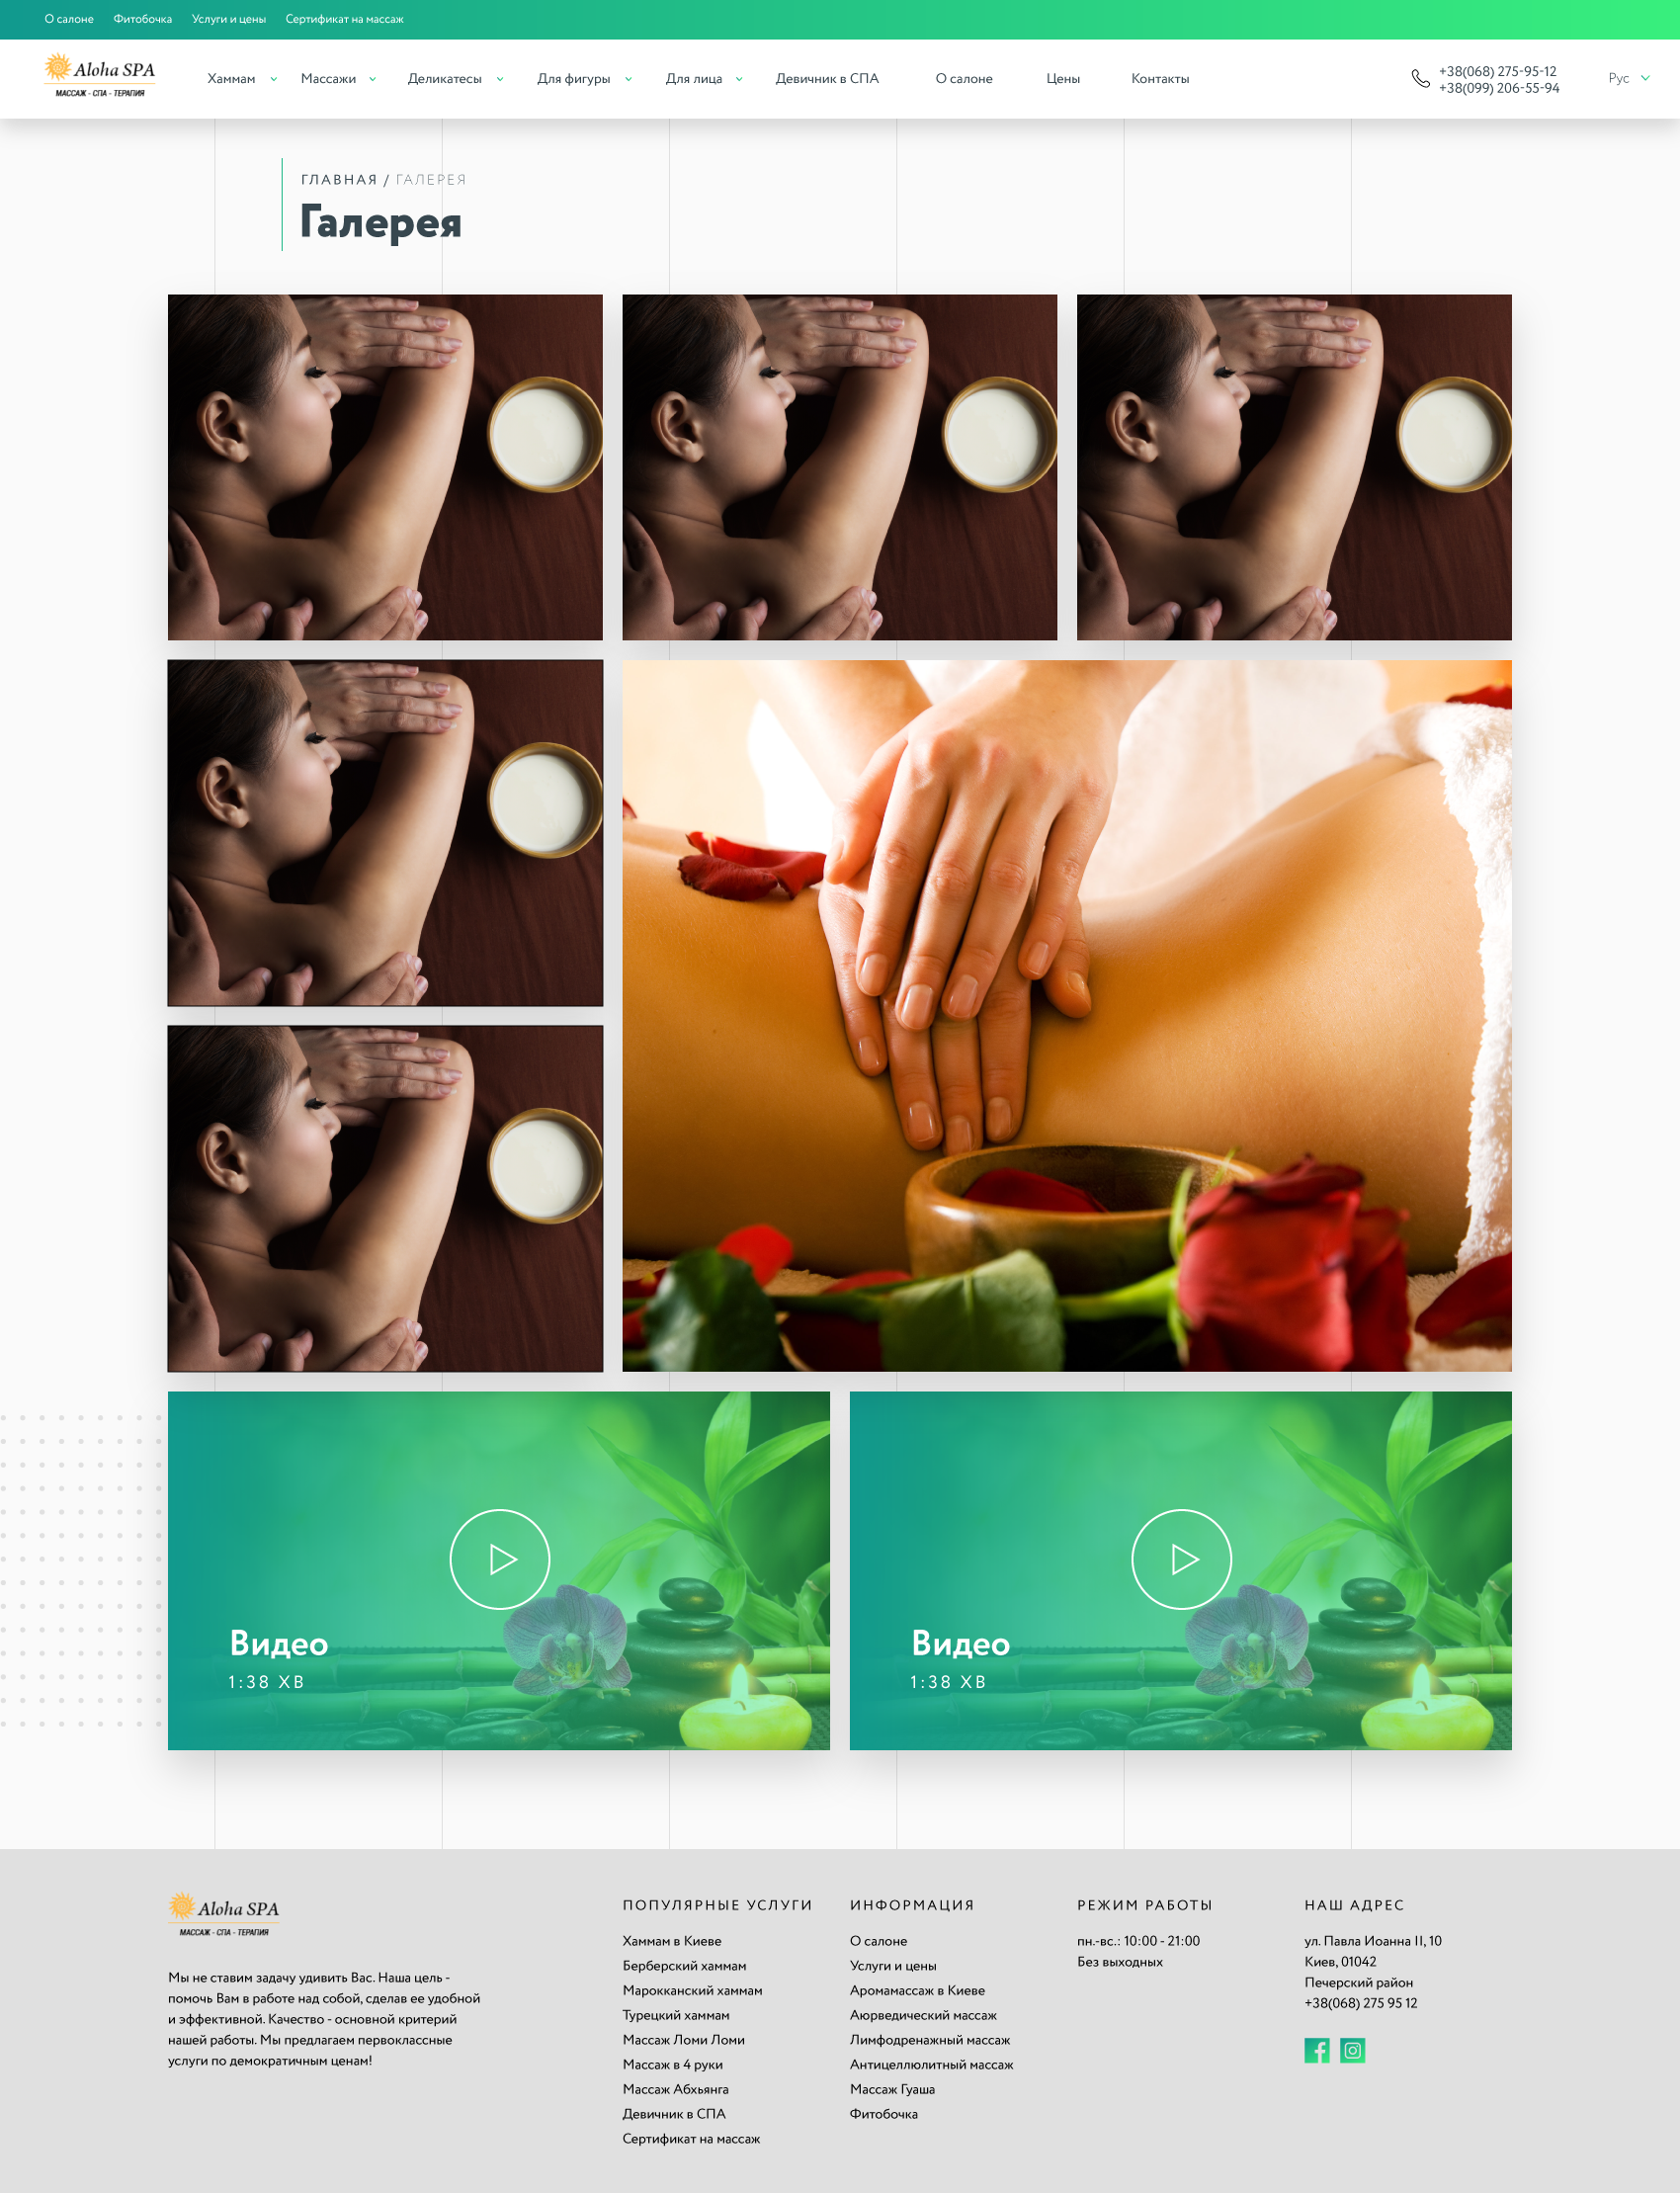 О салоне Фитобочка Услуги и цены Сертификат на массаж
Aloha SPA
МАССАЖ - СПА - ТЕРАПИЯ
Хаммам Массажи Деликатесы Для фигуры Для лица Девичник в СПА О салоне Цены Контакты
+38(068) 275-95-12
+38(099) 206-55-94
Рус
ГЛАВНАЯ / ГАЛЕРЕЯ
Галерея
Видео
1:38 ХВ
Видео
1:38 ХВ
Aloha SPA
МАССАЖ - СПА - ТЕРАПИЯ
Мы не ставим задачу удивить Вас. Наша цель -
помочь Вам в работе над собой, сделав ее удобной
и эффективной. Качество - основной критерий
нашей работы. Мы предлагаем первоклассные
услуги по демократичным ценам!
ПОПУЛЯРНЫЕ УСЛУГИ
Хаммам в Киеве
Берберский хаммам
Марокканский хаммам
Турецкий хаммам
Массаж Ломи Ломи
Массаж в 4 руки
Массаж Абхьянга
Девичник в СПА
Сертификат на массаж
ИНФОРМАЦИЯ
О салоне
Услуги и цены
Аромамассаж в Киеве
Аюрведический массаж
Лимфодренажный массаж
Антицеллюлитный массаж
Массаж Гуаша
Фитобочка
РЕЖИМ РАБОТЫ
пн.-вс.: 10:00 - 21:00
Без выходных
НАШ АДРЕС
ул. Павла Иоанна II, 10
Киев, 01042
Печерский район
+38(068) 275 95 12